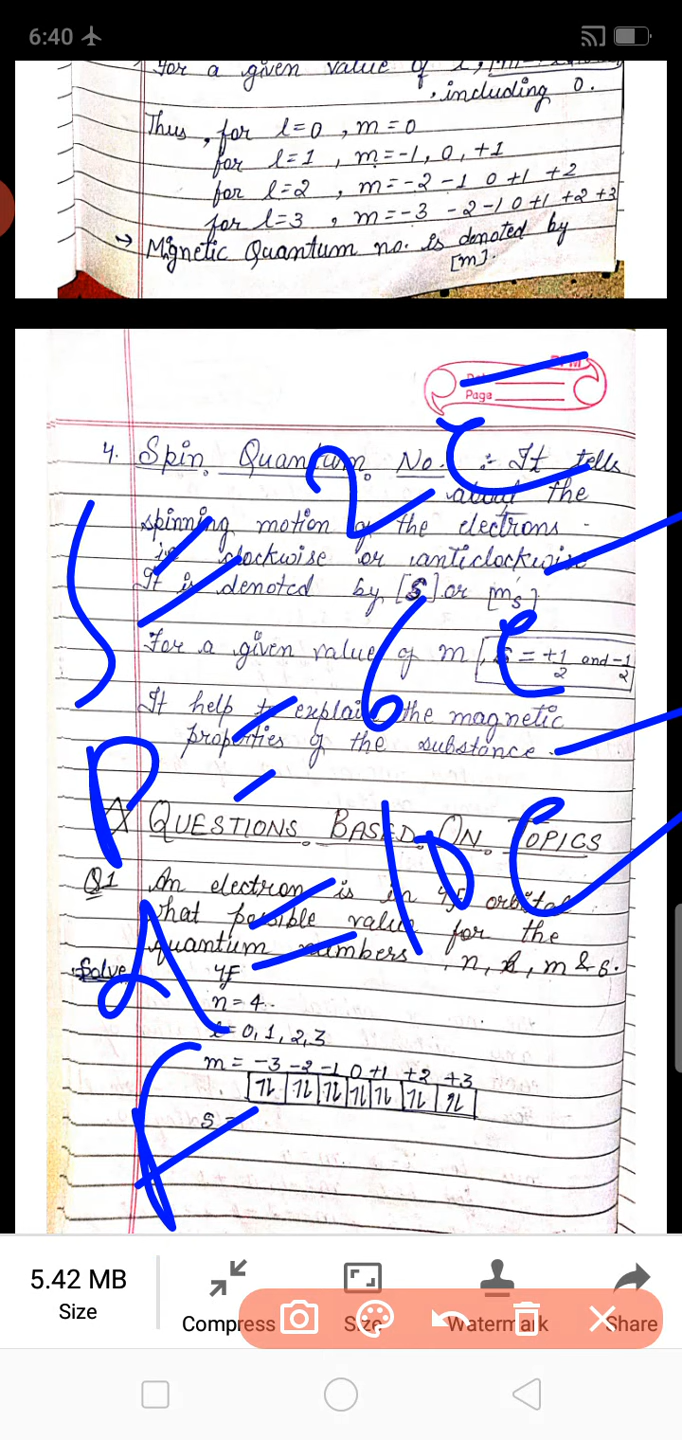 6:40
for a given value of l, m
, including 0.
Thus, for l=0, m=0
for l=1, m=-1, 0, +1
for l=2, m=-2 -1 0 +1 +2
for l=3, m=-3 -2 -1 0 +1 +2 +3
→ Mignetic Quantum no. is denoted by
[m].
Page
4. Spin Quantum No. :- It tells
about the
spinning motion of the electrons -
in clockwise or anticlockwise
It is denoted by [S] or [ms]
For a given value of m, s = +1/2 and -1/2
It help to explain the magnetic
properties of the substance.
QUESTIONS BASED ON TOPICS
Q1 An electron is in 4f orbital
what possible value for the
quantum numbers n, l, m & s.
Solve
4f
n=4
l=0, 1, 2, 3
m = -3 -2 -1 0 +1 +2 +3
S =
S
2
6
C
P
10
C
d
f
5.42 MB
Size
Compress
Size
Watermark
Share